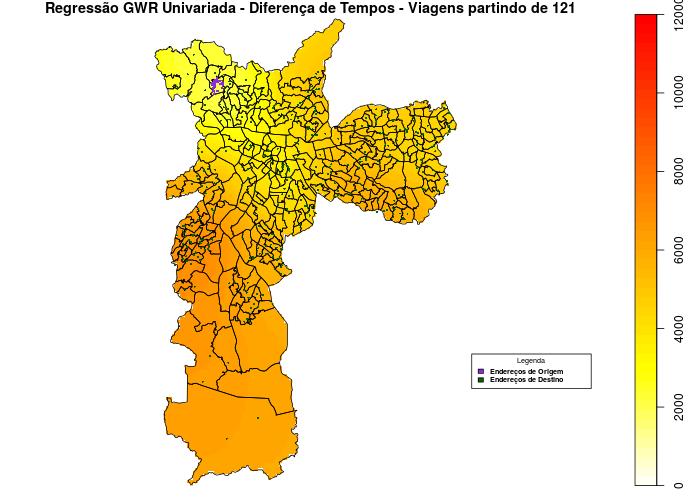 Regressão GWR Univariada - Diferença de Tempos - Viagens partindo de 121
12000
10000
8000
6000
4000
2000
0
Legenda
Endereços de Origem
Endereços de Destino